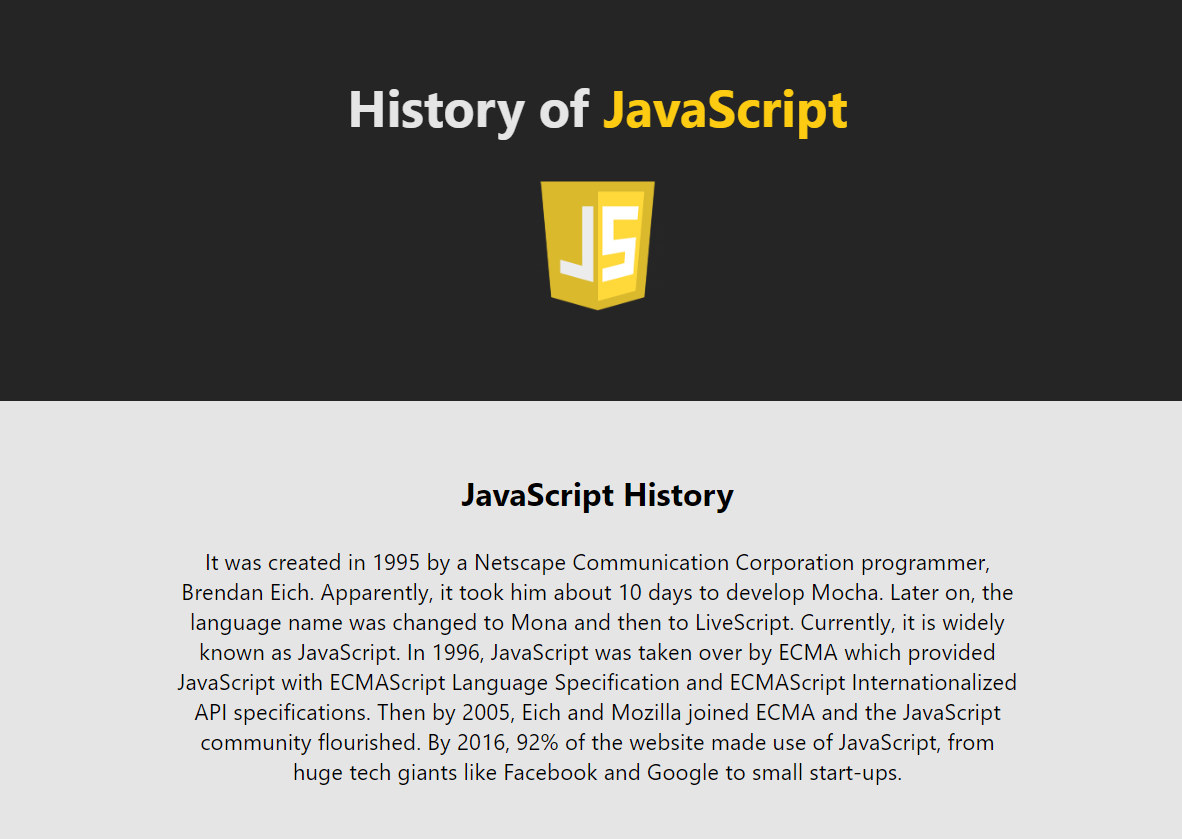 History of JavaScript
JS
JavaScript History
It was created in 1995 by a Netscape Communication Corporation programmer,
Brendan Eich. Apparently, it took him about 10 days to develop Mocha. Later on, the
language name was changed to Mona and then to LiveScript. Currently, it is widely
known as JavaScript. In 1996, JavaScript was taken over by ECMA which provided
JavaScript with ECMAScript Language Specification and ECMAScript Internationalized
API specifications. Then by 2005, Eich and Mozilla joined ECMA and the JavaScript
community flourished. By 2016, 92% of the website made use of JavaScript, from
huge tech giants like Facebook and Google to small start-ups.